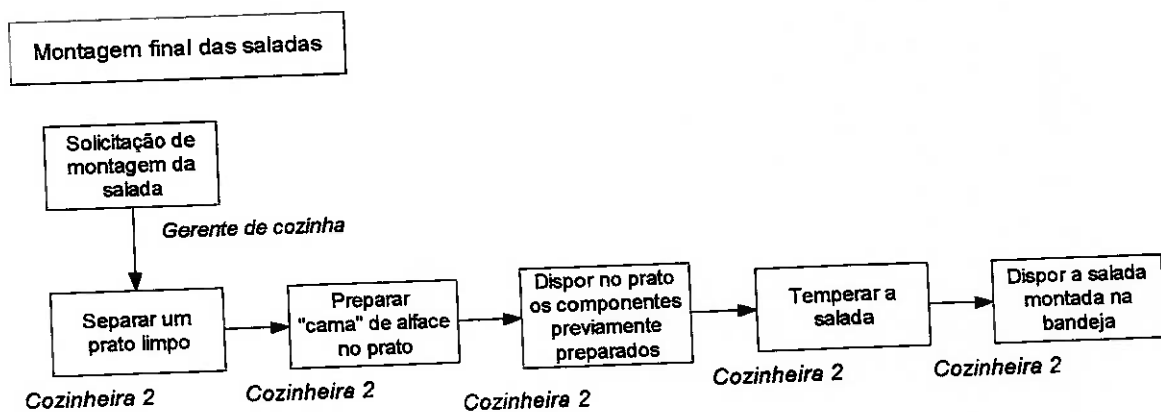 Montagem final das saladas
Solicitação de
montagem da
salada
Gerente de cozinha
Separar um
prato limpo
Cozinheira 2
Preparar
"cama" de alface
no prato
Cozinheira 2
Dispor no prato
os componentes
previamente
preparados
Cozinheira 2
Temperar a
salada
Cozinheira 2
Dispor a salada
montada na
bandeja
Cozinheira 2